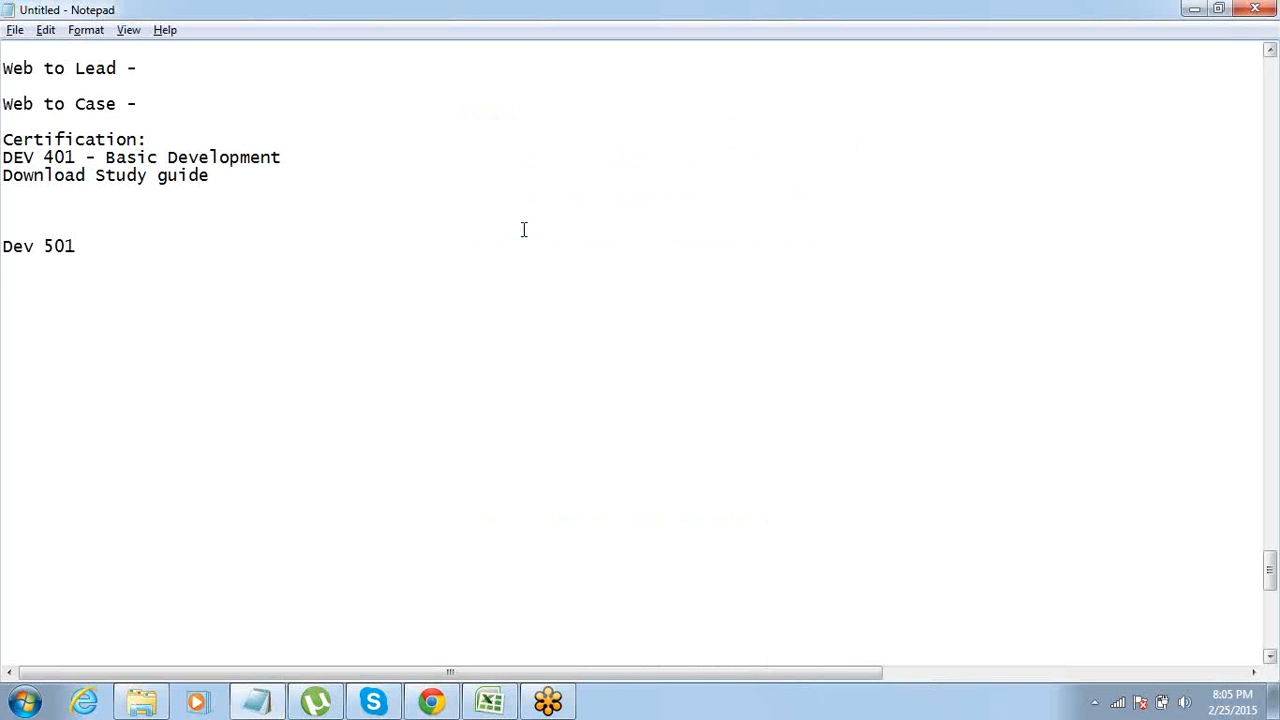 Untitled - Notepad
File Edit Format View Help
Web to Lead -
Web to Case -
Certification:
DEV 401 - Basic Development
Download Study guide
Dev 501
8:05 PM
2/25/2015